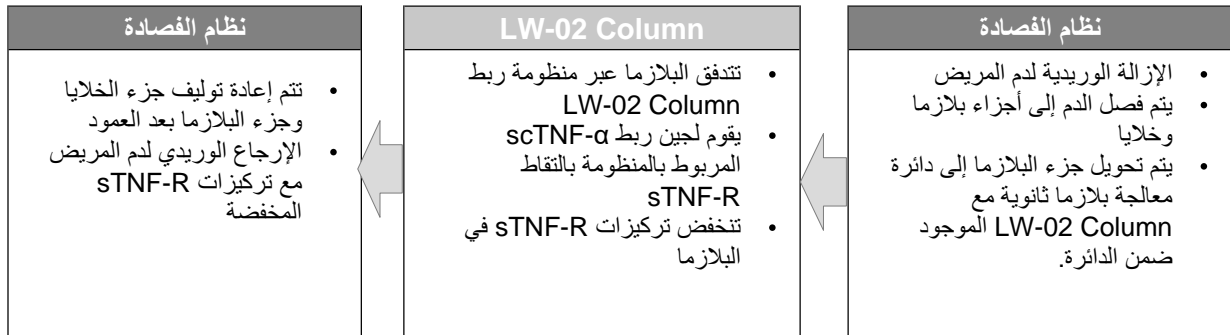 نظام الفصادة
• الإزالة الوريدية لدم المريض
• يتم فصل الدم إلى أجزاء بلازما
وخلايا
• يتم تحويل جزء البلازما إلى دائرة
معالجة بلازما ثانوية مع
LW-02 Column الموجود
ضمن الدائرة.
LW-02 Column
• تتدفق البلازما عبر منظومة ربط
LW-02 Column
• يقوم لجين ربط scTNF-α
المربوط بالمنظومة بالتقاط
sTNF-R
• تنخفض تركيزات sTNF-R في
البلازما
نظام الفصادة
• تتم إعادة توليف جزء الخلايا
وجزء البلازما بعد العمود
• الإرجاع الوريدي لدم المريض
مع تركيزات sTNF-R
المخفضة